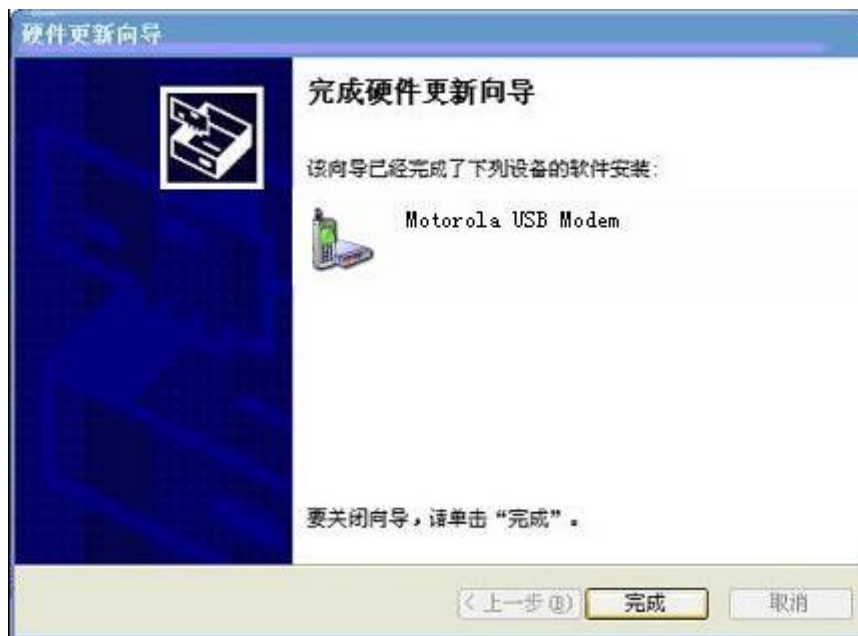 硬件更新向导
完成硬件更新向导
该向导已经完成了下列设备的软件安装:
Motorola USB Modem
要关闭向导，请单击“完成”。
<上一步(B) 完成 取消